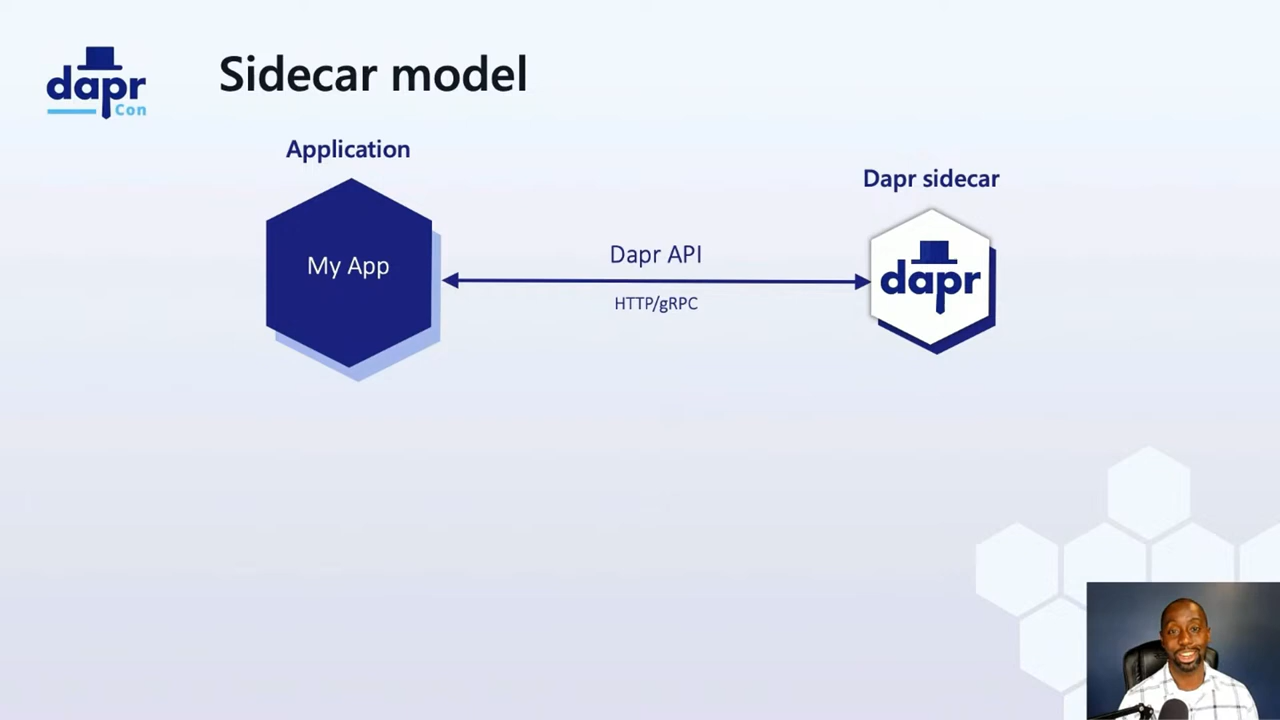 dapr
Con
Sidecar model
Application
Dapr sidecar
My App
Dapr API
HTTP/gRPC
dapr